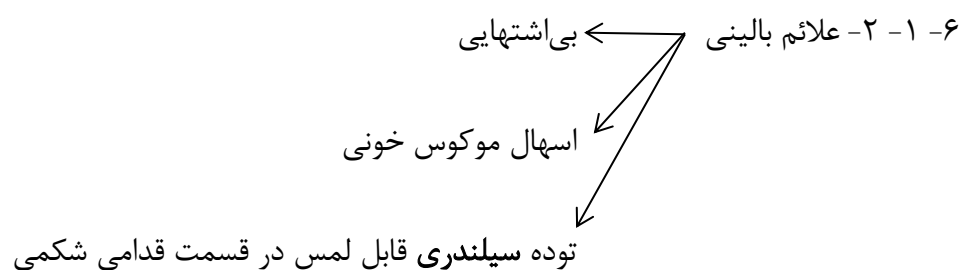 ۶- ۱- ۲- علائم بالینی بی‌اشتهایی
اسهال موکوس خونی
توده سیلندری قابل لمس در قسمت قدامی شکمی